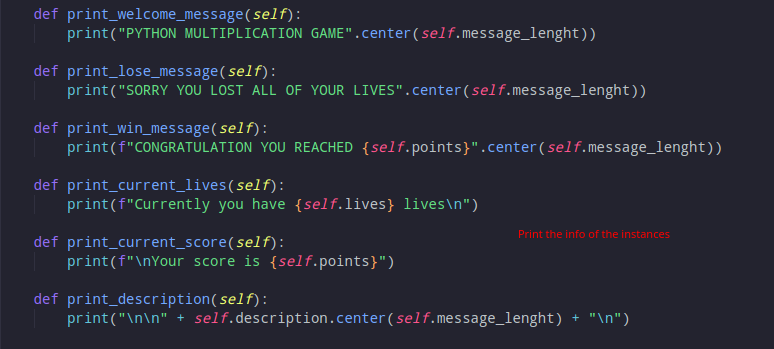 def print_welcome_message(self):
print("PYTHON MULTIPLICATION GAME".center(self.message_lenght))
def print_lose_message(self):
print("SORRY YOU LOST ALL OF YOUR LIVES".center(self.message_lenght))
def print_win_message(self):
print(f"CONGRATULATION YOU REACHED {self.points}".center(self.message_lenght))
def print_current_lives(self):
print(f"Currently you have {self.lives} lives\n")
Print the info of the instances
def print_current_score(self):
print(f"\nYour score is {self.points}")
def print_description(self):
print("\n\n" + self.description.center(self.message_lenght) + "\n")